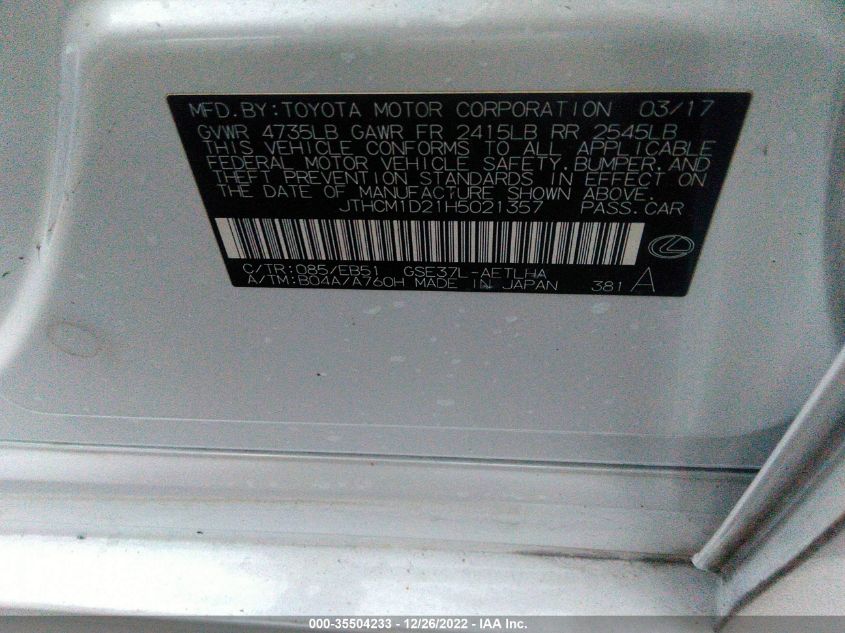 MFD.BY:TOYOTA MOTOR CORPORATION 03/17
GVWR 4735LB GAWR FR 2415LB RR 2545LB
THIS VEHICLE CONFORMS TO ALL APPLICABLE
FEDERAL MOTOR VEHICLE SAFETY,BUMPER,AND
THEFT PREVENTION STANDARDS IN EFFECT ON
THE DATE OF MANUFACTURE SHOWN ABOVE.
JTHCM1D21H5021357 PASS.CAR
C/TR:085/EB51 GSE37L-AETLHA
A/TM:B04A/A760H MADE IN JAPAN 381 A
000-35504233 - 12/26/2022 - IAA Inc.